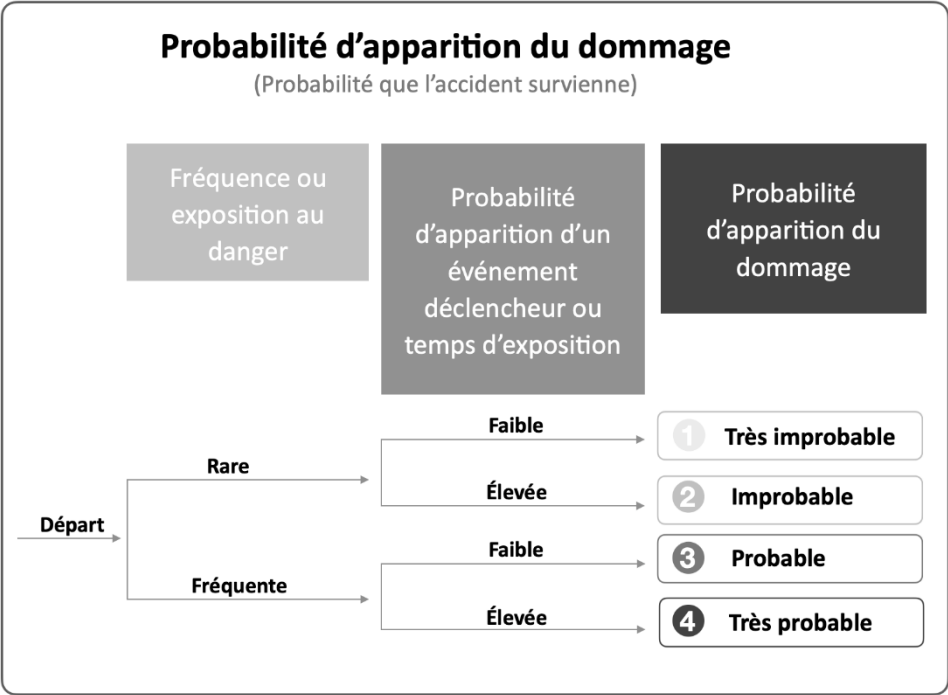 Probabilité d’apparition du dommage
(Probabilité que l’accident survienne)
Fréquence ou
exposition au
danger
Probabilité
d’apparition d’un
événement
déclencheur ou
temps d’exposition
Probabilité
d’apparition du
dommage
Départ
Rare
Faible
1 Très improbable
Élevée
2 Improbable
Fréquente
Faible
3 Probable
Élevée
4 Très probable